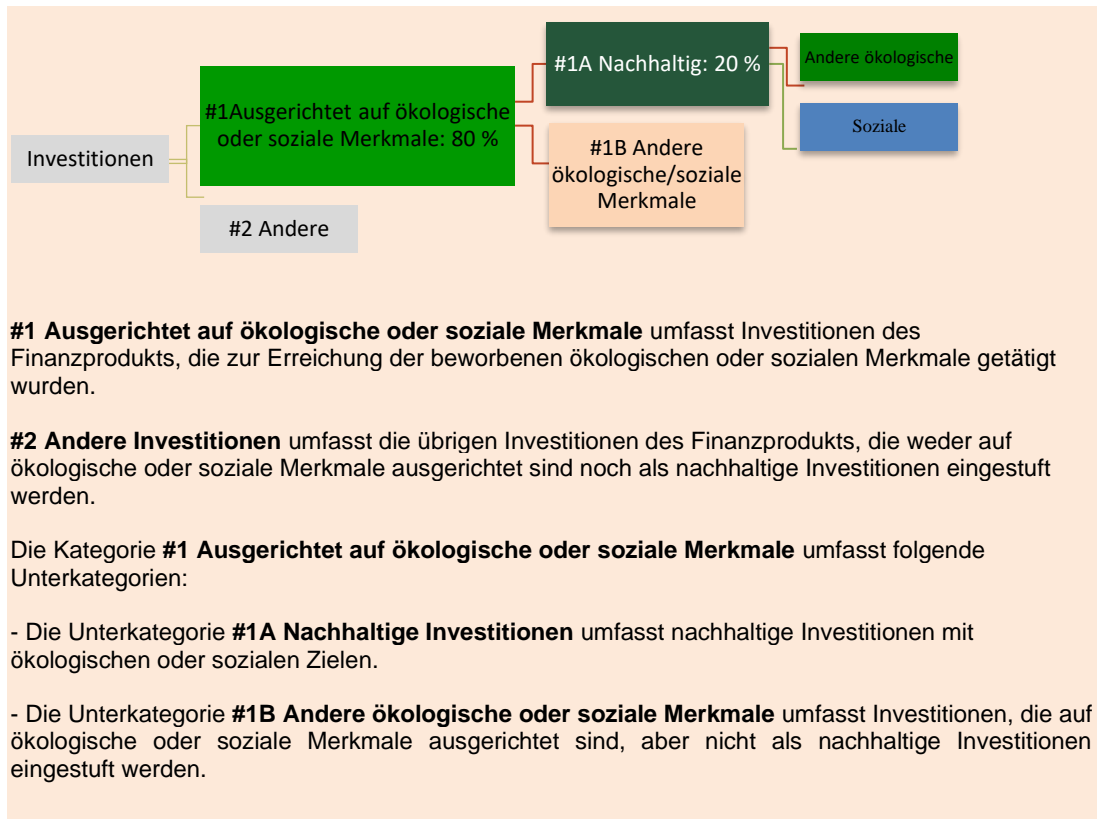 Investitionen
#1Ausgerichtet auf ökologische
oder soziale Merkmale: 80 %
#2 Andere
#1A Nachhaltig: 20 %
#1B Andere
ökologische/soziale
Merkmale
Andere ökologische
Soziale
#1 Ausgerichtet auf ökologische oder soziale Merkmale umfasst Investitionen des
Finanzprodukts, die zur Erreichung der beworbenen ökologischen oder sozialen Merkmale getätigt
wurden.
#2 Andere Investitionen umfasst die übrigen Investitionen des Finanzprodukts, die weder auf
ökologische oder soziale Merkmale ausgerichtet sind noch als nachhaltige Investitionen eingestuft
werden.
Die Kategorie #1 Ausgerichtet auf ökologische oder soziale Merkmale umfasst folgende
Unterkategorien:
- Die Unterkategorie #1A Nachhaltige Investitionen umfasst nachhaltige Investitionen mit
ökologischen oder sozialen Zielen.
- Die Unterkategorie #1B Andere ökologische oder soziale Merkmale umfasst Investitionen, die auf
ökologische oder soziale Merkmale ausgerichtet sind, aber nicht als nachhaltige Investitionen
eingestuft werden.